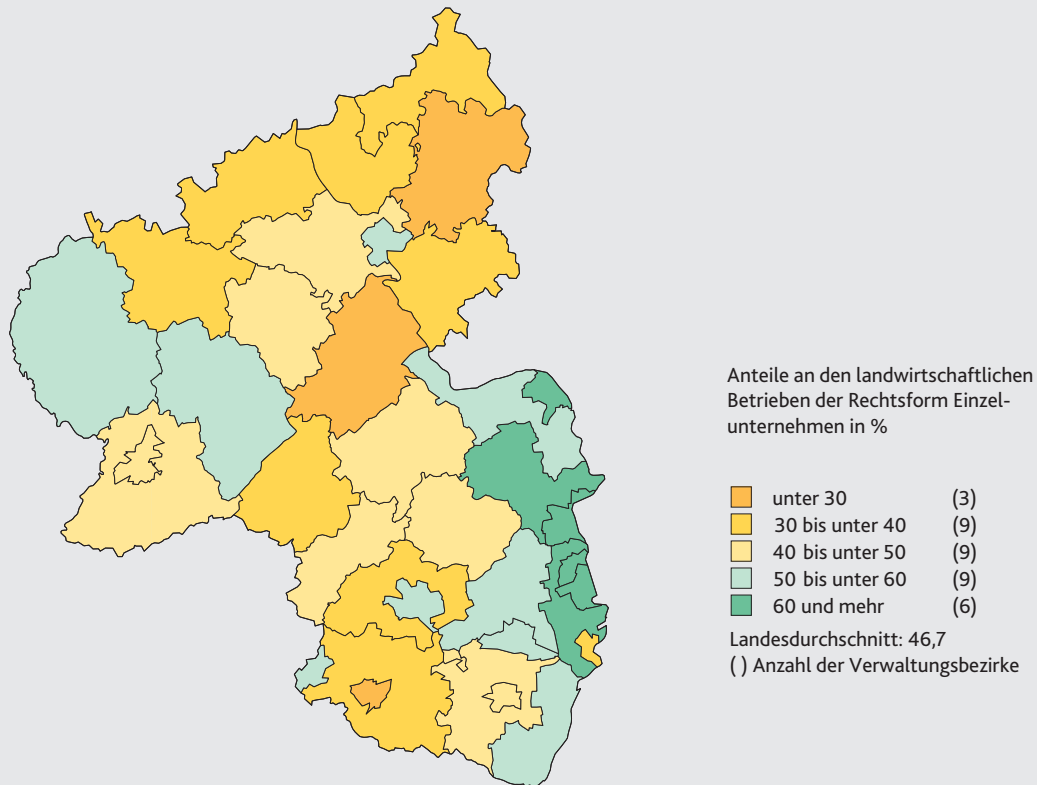 Anteile an den landwirtschaftlichen
Betrieben der Rechtsform Einzel-
unternehmen in %
unter 30 (3)
30 bis unter 40 (9)
40 bis unter 50 (9)
50 bis unter 60 (9)
60 und mehr (6)
Landesdurchschnitt: 46,7
( ) Anzahl der Verwaltungsbezirke